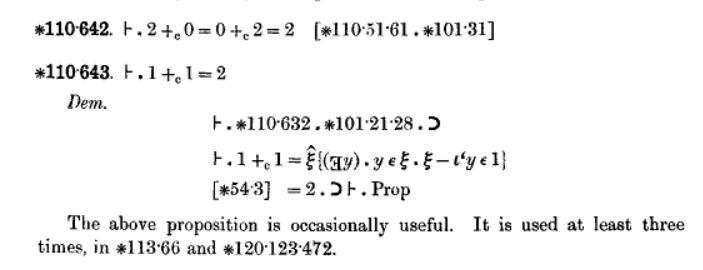 ∗110·642. ⊦ . 2 +c 0 = 0 +c 2 = 2 [∗110·51·61 . ∗101·31]
∗110·643. ⊦ . 1 +c 1 = 2
Dem.
⊦ . ∗110·632 . ∗101·21·28 . ⊃
⊦ . 1 +c 1 = ξ̂{(∃y) . y ϵ ξ . ξ − ι‘y ϵ 1}
[∗54·3] = 2 . ⊃ ⊦ . Prop
The above proposition is occasionally useful. It is used at least three
times, in ∗113·66 and ∗120·123·472.